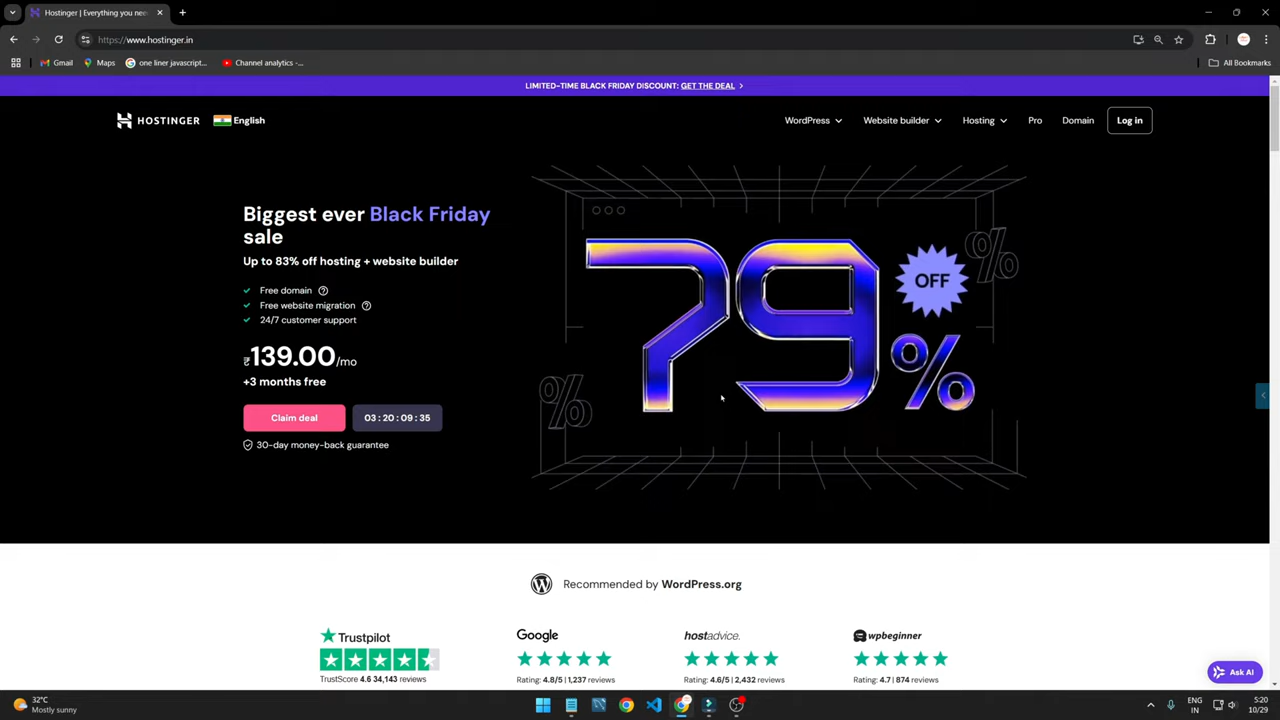 Hostinger | Everything you nee
https://www.hostinger.in
Gmail
Maps
one liner javascript...
Channel analytics -...
All Bookmarks
LIMITED-TIME BLACK FRIDAY DISCOUNT: GET THE DEAL
HOSTINGER
English
WordPress
Website builder
Hosting
Pro
Domain
Log in
Biggest ever Black Friday
sale
Up to 83% off hosting + website builder
Free domain
Free website migration
24/7 customer support
₹139.00/mo
+3 months free
Claim deal
03 : 20 : 09 : 35
30-day money-back guarantee
79%
OFF
%
%
Recommended by WordPress.org
Trustpilot
TrustScore 4.6 34,143 reviews
Google
Rating: 4.8/5 | 1,237 reviews
hostadvice.
Rating: 4.6/5 | 2,432 reviews
wpbeginner
Rating: 4.7 | 874 reviews
Ask AI
32°C
Mostly sunny
ENG
IN
5:20
10/29